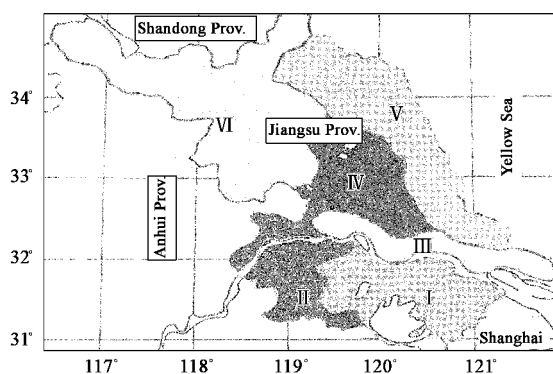 Shandong Prov.
34°
V
VI
Jiangsu Prov.
Yellow Sea
33°
IV
Anhui Prov.
III
32°
II
I
31°
Shanghai
117°
118°
119°
120°
121°